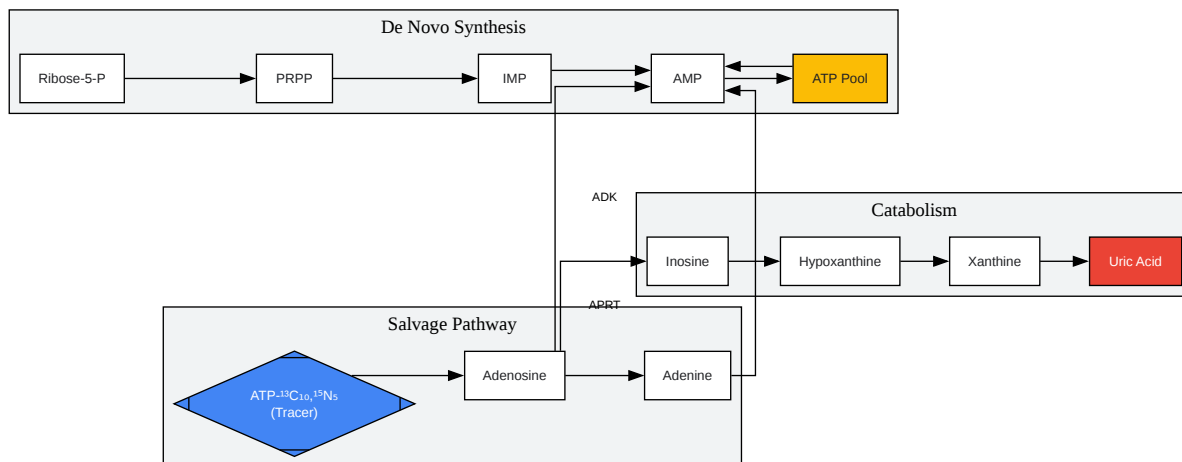 De Novo Synthesis
Ribose-5-P
PRPP
IMP
AMP
ATP Pool
ADK
Catabolism
Inosine
Hypoxanthine
Xanthine
Uric Acid
APRT
Salvage Pathway
ATP-¹³C₁₀,¹⁵N₅
(Tracer)
Adenosine
Adenine